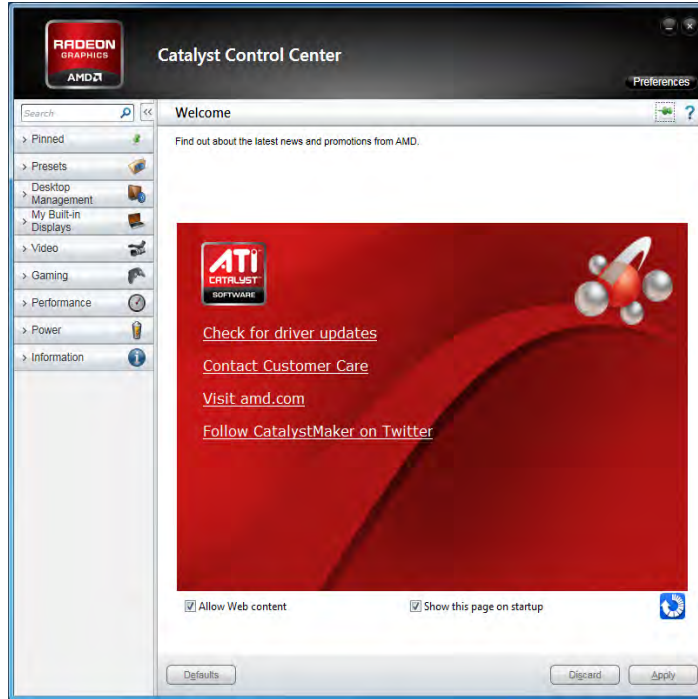 RADEON
GRAPHICS
AMD
Catalyst Control Center
Preferences
Search
Welcome
Find out about the latest news and promotions from AMD.
Pinned
Presets
Desktop
Management
My Built-in
Displays
Video
Gaming
Performance
Power
Information
ATI
CATALYST
SOFTWARE
Check for driver updates
Contact Customer Care
Visit amd.com
Follow CatalystMaker on Twitter
Allow Web content
Show this page on startup
Defaults
Discard
Apply